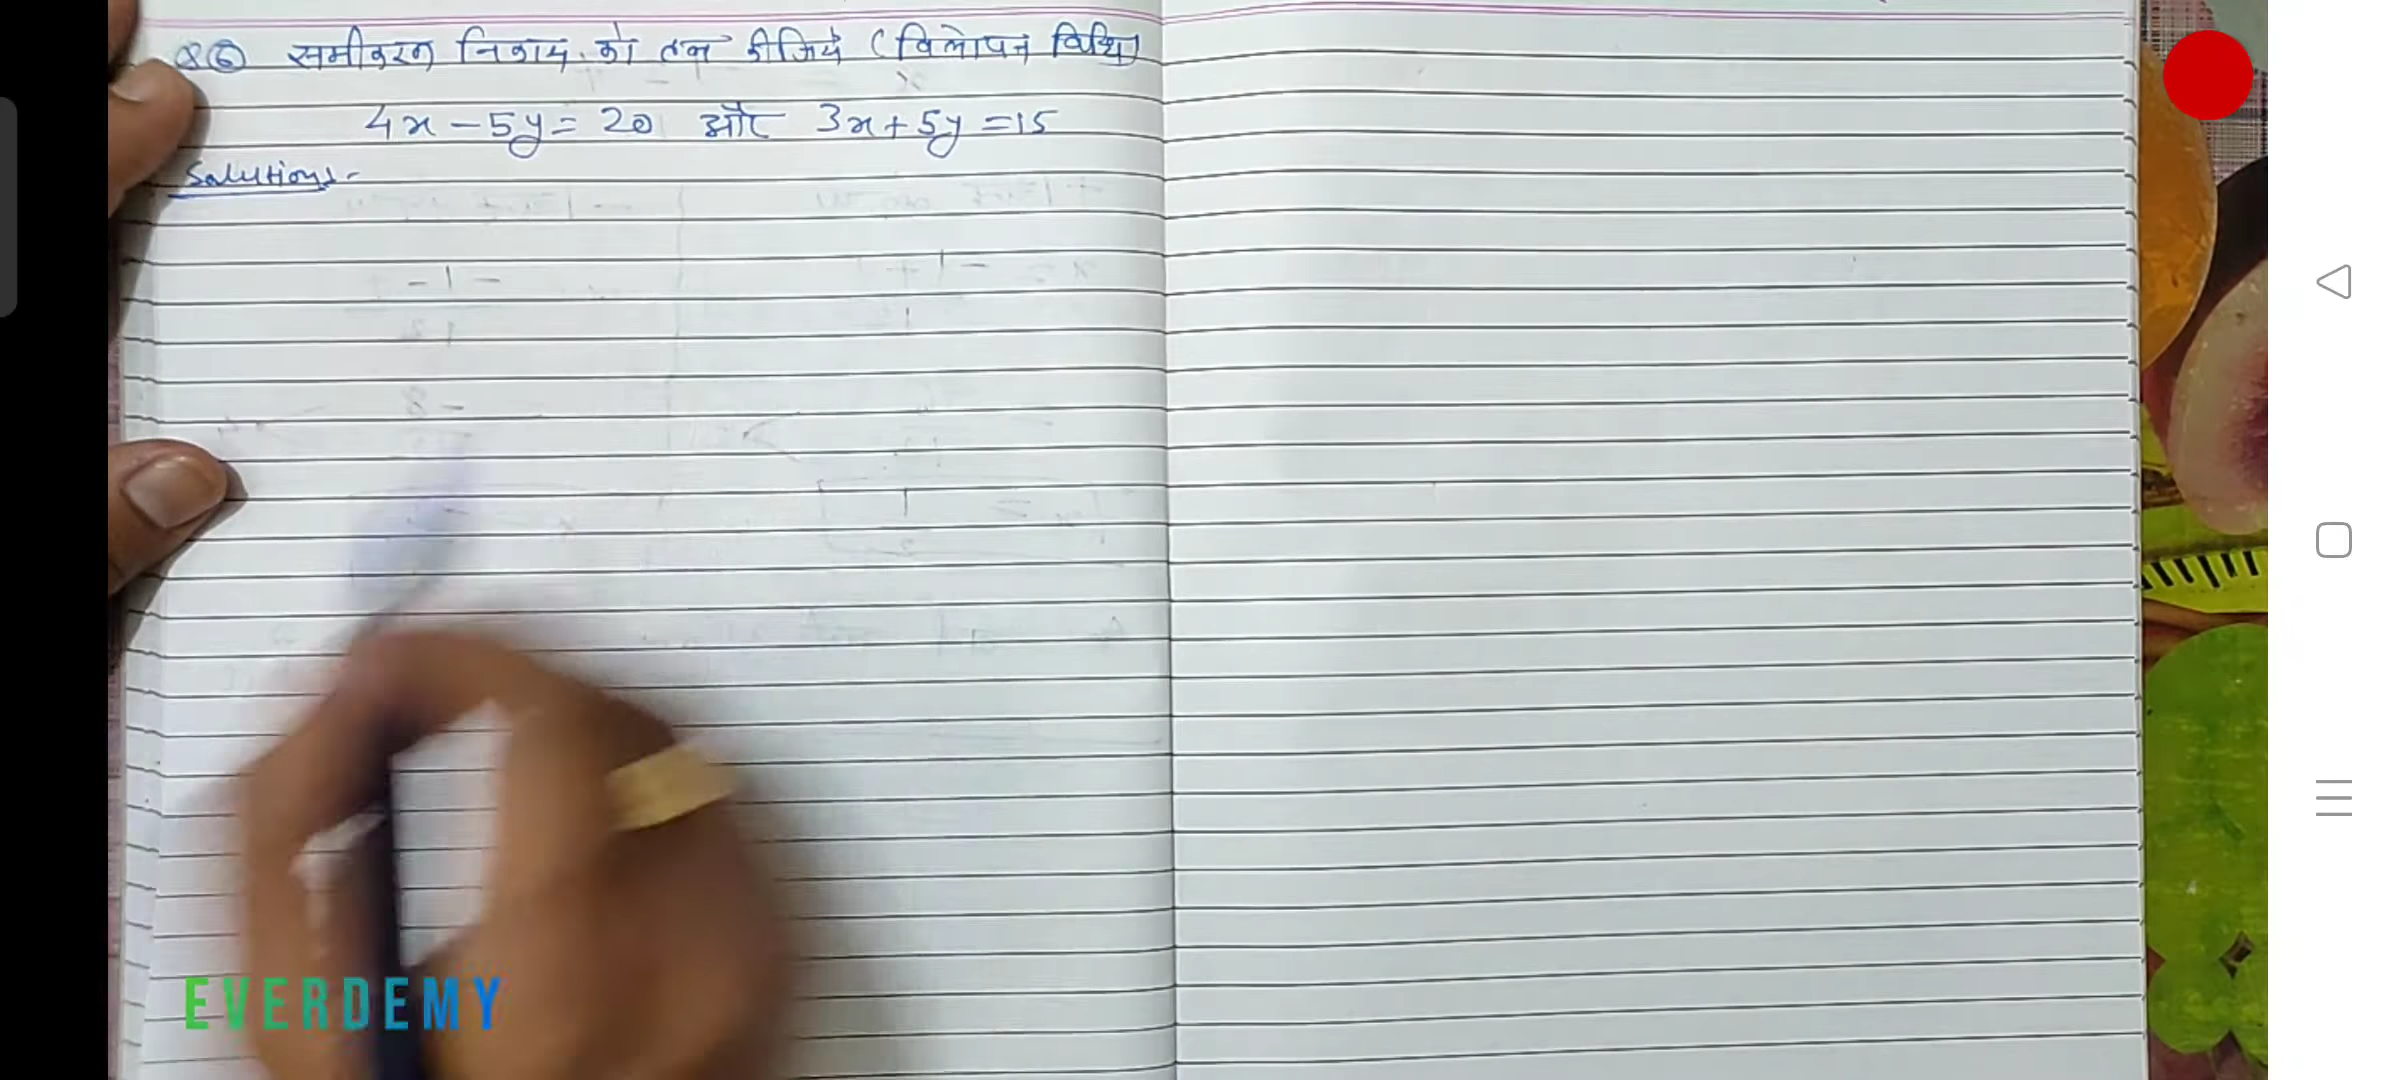 Q⑥ समीकरण निकाय को हल कीजिये (विलोपन विधि)
4x - 5y = 20 और 3x + 5y = 15
Solution:-
EVERDEMY